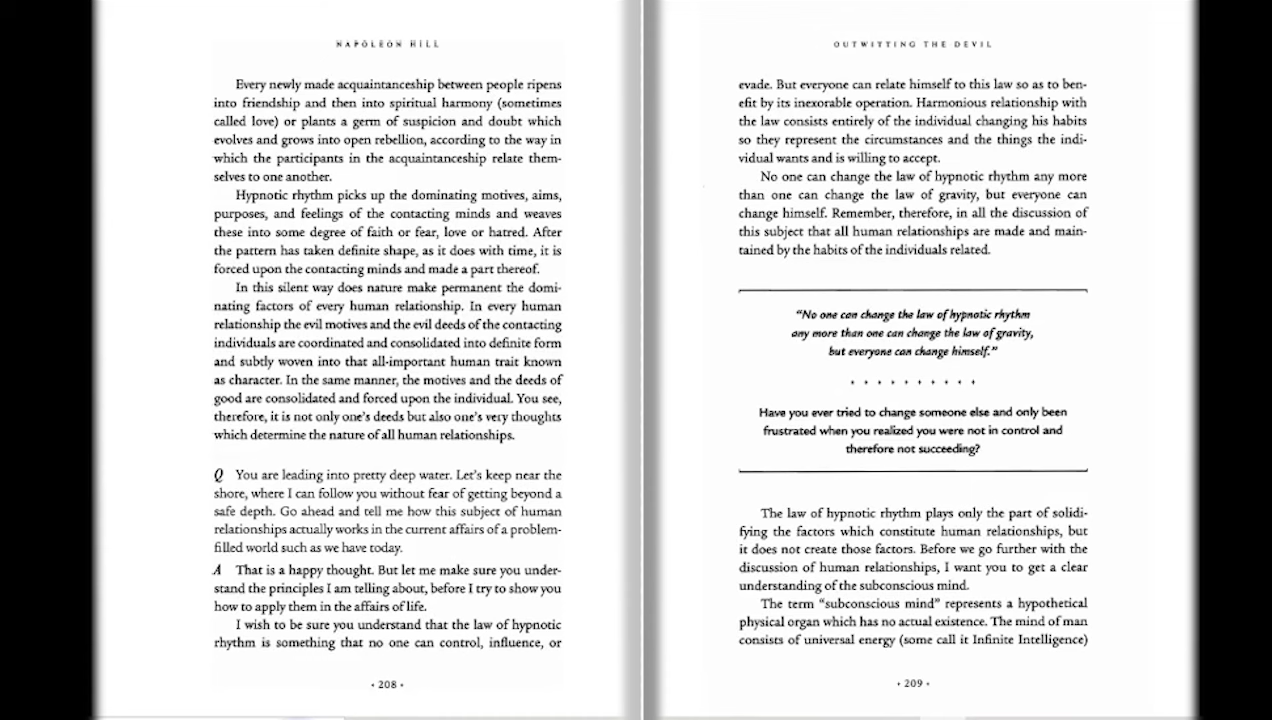 NAPOLEON HILL
Every newly made acquaintanceship between people ripens
into friendship and then into spiritual harmony (sometimes
called love) or plants a germ of suspicion and doubt which
evolves and grows into open rebellion, according to the way in
which the participants in the acquaintanceship relate them-
selves to one another.
Hypnotic rhythm picks up the dominating motives, aims,
purposes, and feelings of the contacting minds and weaves
these into some degree of faith or fear, love or hatred. After
the pattern has taken definite shape, as it does with time, it is
forced upon the contacting minds and made a part thereof.
In this silent way does nature make permanent the domi-
nating factors of every human relationship. In every human
relationship the evil motives and the evil deeds of the contacting
individuals are coordinated and consolidated into definite form
and subtly woven into that all-important human trait known
as character. In the same manner, the motives and the deeds of
good are consolidated and forced upon the individual. You see,
therefore, it is not only one's deeds but also one's very thoughts
which determine the nature of all human relationships.
Q You are leading into pretty deep water. Let's keep near the
shore, where I can follow you without fear of getting beyond a
safe depth. Go ahead and tell me how this subject of human
relationships actually works in the current affairs of a problem-
filled world such as we have today.
A That is a happy thought. But let me make sure you under-
stand the principles I am telling about, before I try to show you
how to apply them in the affairs of life.
I wish to be sure you understand that the law of hypnotic
rhythm is something that no one can control, influence, or
• 208 •
OUTWITTING THE DEVIL
evade. But everyone can relate himself to this law so as to ben-
efit by its inexorable operation. Harmonious relationship with
the law consists entirely of the individual changing his habits
so they represent the circumstances and the things the indi-
vidual wants and is willing to accept.
No one can change the law of hypnotic rhythm any more
than one can change the law of gravity, but everyone can
change himself. Remember, therefore, in all the discussion of
this subject that all human relationships are made and main-
tained by the habits of the individuals related.
"No one can change the law of hypnotic rhythm
any more than one can change the law of gravity,
but everyone can change himself."
Have you ever tried to change someone else and only been
frustrated when you realized you were not in control and
therefore not succeeding?
The law of hypnotic rhythm plays only the part of solidi-
fying the factors which constitute human relationships, but
it does not create those factors. Before we go further with the
discussion of human relationships, I want you to get a clear
understanding of the subconscious mind.
The term "subconscious mind" represents a hypothetical
physical organ which has no actual existence. The mind of man
consists of universal energy (some call it Infinite Intelligence)
• 209 •